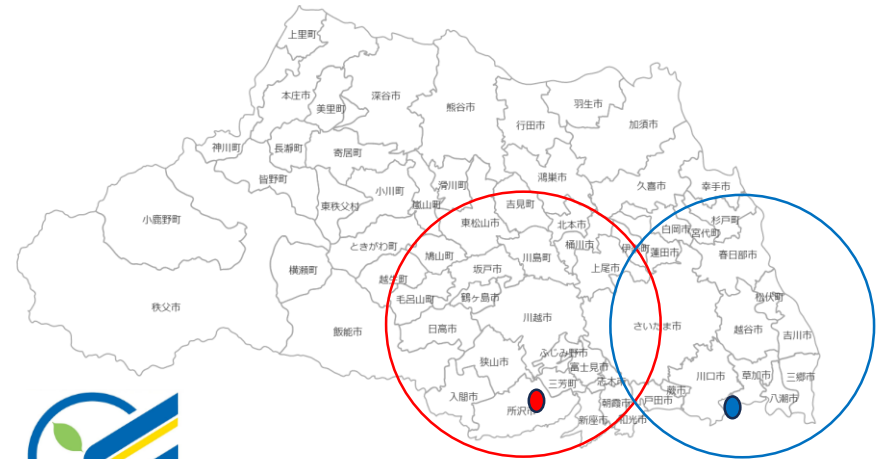 上里町
本庄市
美里町
深谷市
熊谷市
行田市
羽生市
加須市
神川町
長瀞町
寄居町
皆野町
小鹿野町
東秩父村
小川町
嵐山町
滑川町
吉見町
鴻巣市
久喜市
幸手市
東松山市
北本市
桶川市
伊奈町
白岡市
宮代町
杉戸町
蓮田市
春日部市
横瀬町
ときがわ町
鳩山町
坂戸市
川島町
上尾市
越生町
毛呂山町
鶴ヶ島市
松伏町
秩父市
飯能市
日高市
川越市
さいたま市
越谷市
吉川市
狭山市
ふじみ野市
富士見市
三芳町
志木市
川口市
草加市
三郷市
入間市
所沢市
朝霞市
戸田市
蕨市
八潮市
新座市
和光市